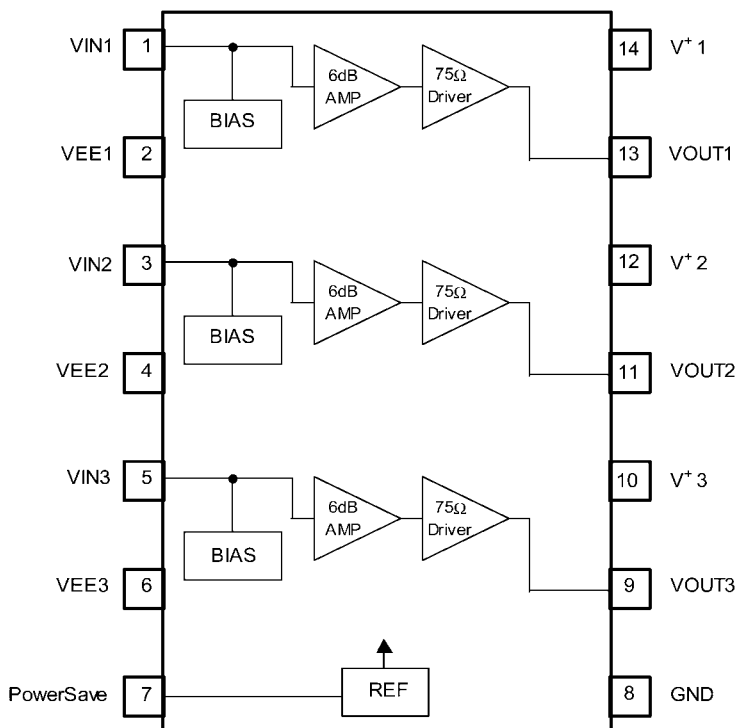 VIN1
1
6dB
AMP
75Ω
Driver
14
V+1
BIAS
VEE1
2
13
VOUT1
VIN2
3
6dB
AMP
75Ω
Driver
12
V+2
BIAS
VEE2
4
11
VOUT2
VIN3
5
6dB
AMP
75Ω
Driver
10
V+3
BIAS
VEE3
6
9
VOUT3
PowerSave
7
REF
8
GND